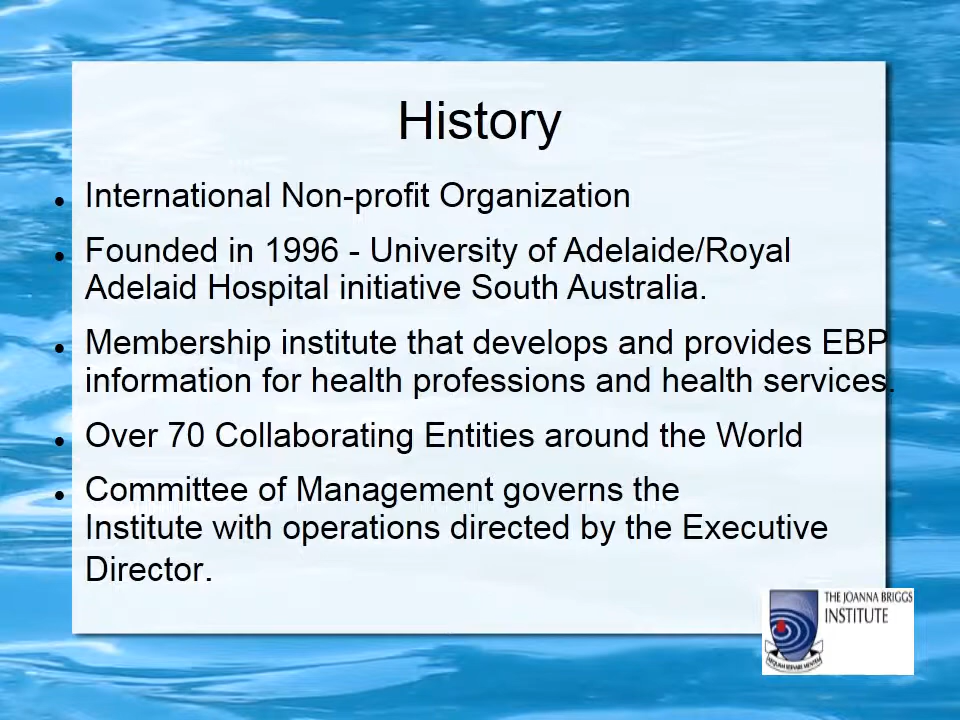 History
● International Non-profit Organization
● Founded in 1996 - University of Adelaide/Royal
Adelaid Hospital initiative South Australia.
● Membership institute that develops and provides EBP
information for health professions and health services.
● Over 70 Collaborating Entities around the World
● Committee of Management governs the
Institute with operations directed by the Executive
Director.
THE JOANNA BRIGGS
INSTITUTE